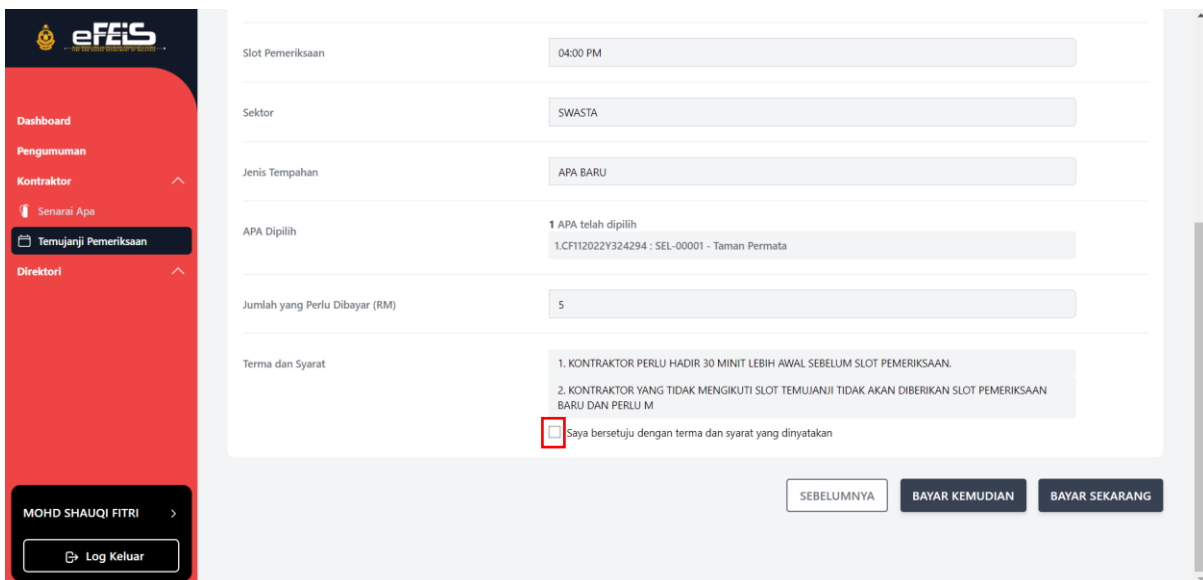 eFEiS
Dashboard
Pengumuman
Kontraktor
Senarai Apa
Temujanji Pemeriksaan
Direktori
MOHD SHAUQI FITRI
Log Keluar
Slot Pemeriksaan
04:00 PM
Sektor
SWASTA
Jenis Tempahan
APA BARU
APA Dipilih
1 APA telah dipilih
1.CF112022Y324294 : SEL-00001 - Taman Permata
Jumlah yang Perlu Dibayar (RM)
5
Terma dan Syarat
1. KONTRAKTOR PERLU HADIR 30 MINIT LEBIH AWAL SEBELUM SLOT PEMERIKSAAN.
2. KONTRAKTOR YANG TIDAK MENGIKUTI SLOT TEMUJANJI TIDAK AKAN DIBERIKAN SLOT PEMERIKSAAN
BARU DAN PERLU M
Saya bersetuju dengan terma dan syarat yang dinyatakan
SEBELUMNYA
BAYAR KEMUDIAN
BAYAR SEKARANG